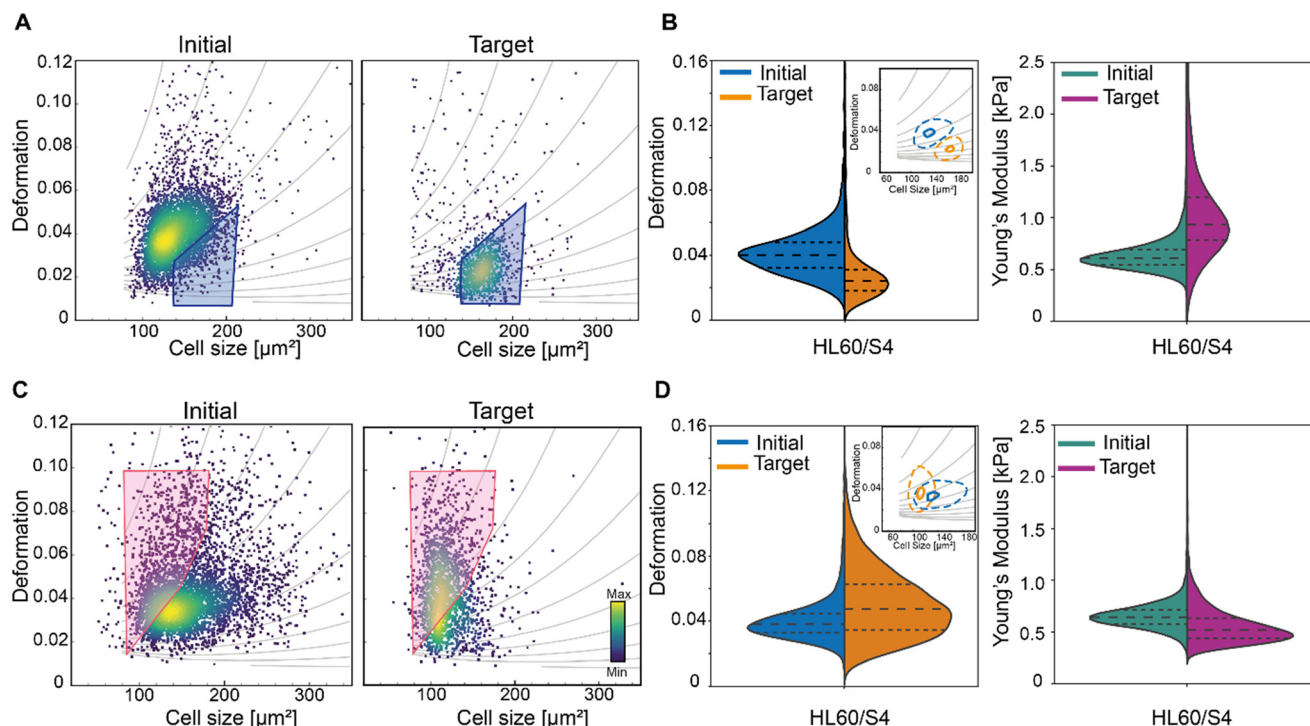 A
Initial
Target
Deformation
0.12
0.10
0.08
0.06
0.04
0.02
0
100 200 300
100 200 300
Cell size [µm²]
Cell size [µm²]
B
Initial
Target
Deformation
0.16
0.12
0.08
0.04
0
HL60/S4
Deformation
0.08
0.04
0
60 100 140 180
Cell Size [µm²]
Young's Modulus [kPa]
Initial
Target
2.5
2.0
1.5
1.0
0.5
0
HL60/S4
C
Initial
Target
Deformation
0.12
0.10
0.08
0.06
0.04
0.02
0
100 200 300
100 200 300
Cell size [µm²]
Cell size [µm²]
Max
Min
D
Initial
Target
Deformation
0.16
0.12
0.08
0.04
0
HL60/S4
Deformation
0.08
0.04
0
60 100 140 180
Cell Size [µm²]
Young's Modulus [kPa]
Initial
Target
2.5
2.0
1.5
1.0
0.5
0
HL60/S4